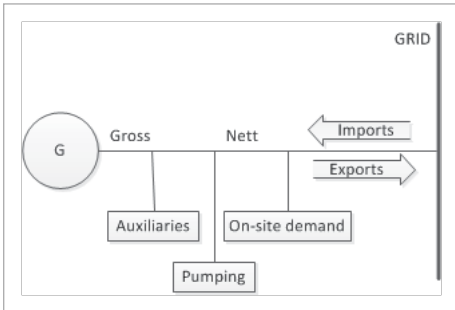 GRID
Imports
Gross
Nett
G
Exports
Auxiliaries
On-site demand
Pumping